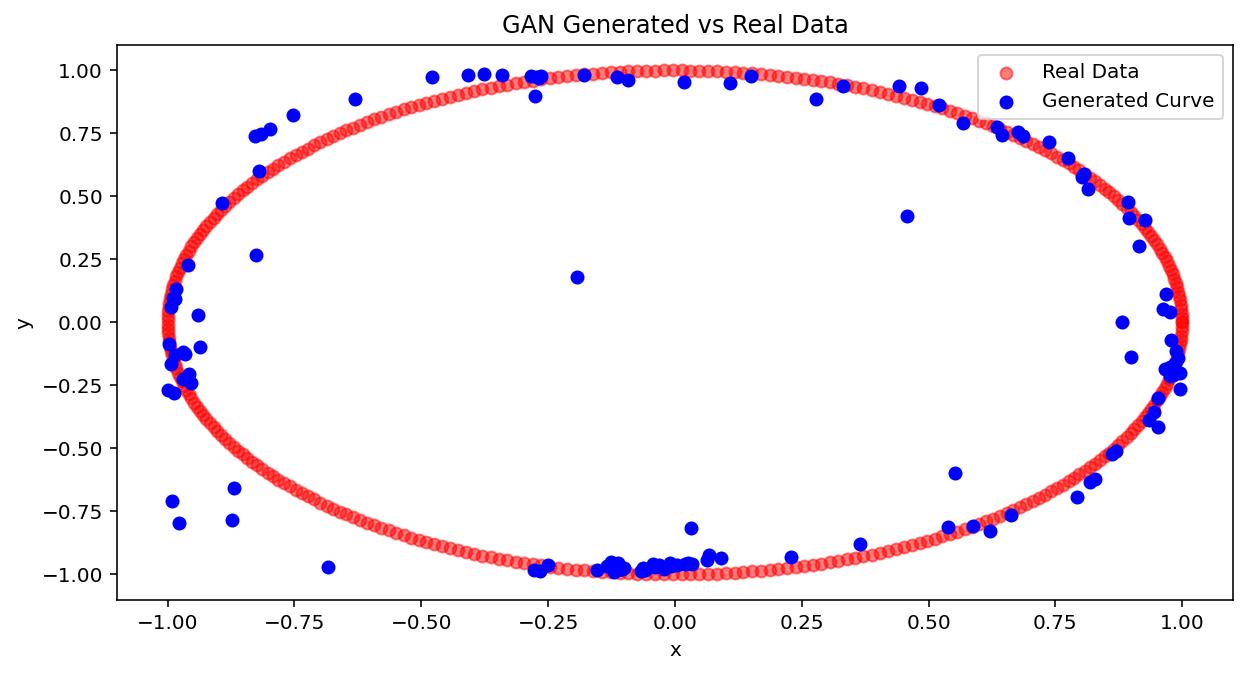 GAN Generated vs Real Data
Real Data
Generated Curve
1.00
0.75
0.50
0.25
0.00
−0.25
−0.50
−0.75
−1.00
y
−1.00 −0.75 −0.50 −0.25 0.00 0.25 0.50 0.75 1.00
x